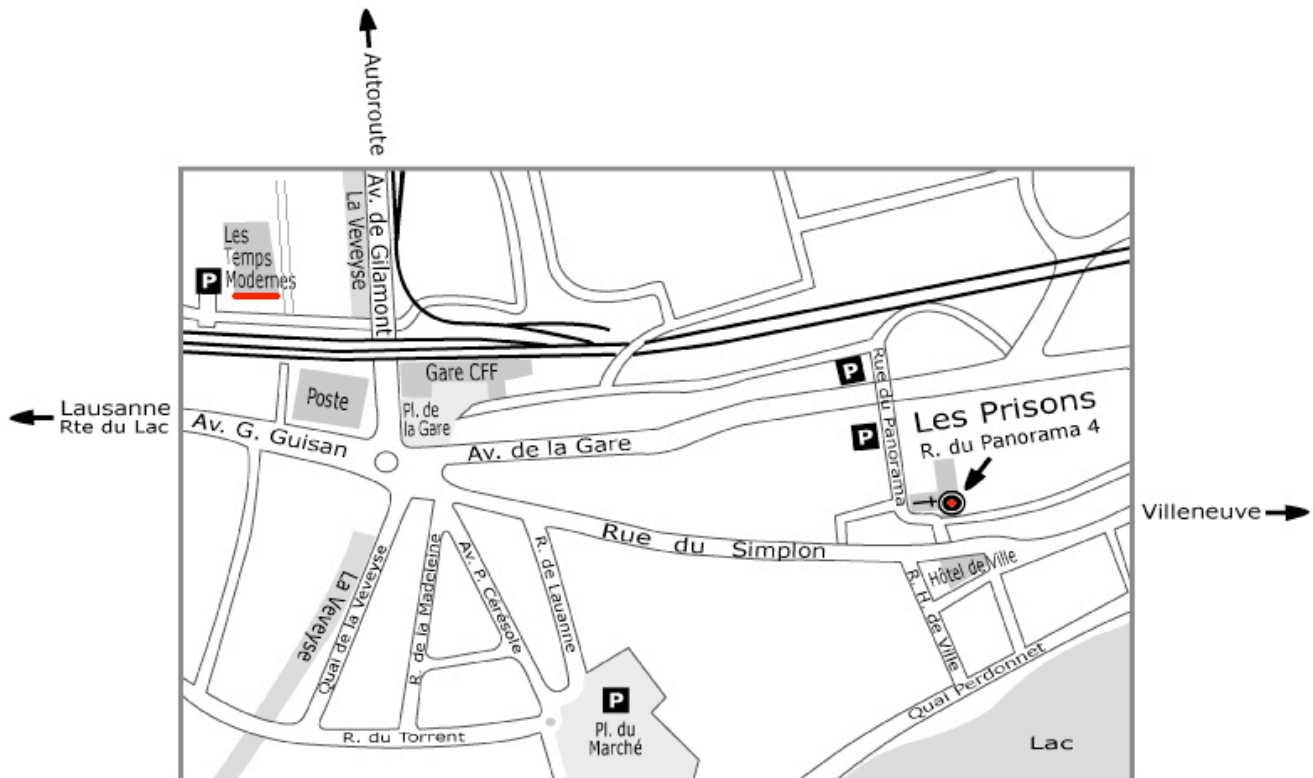 Autoroute
Av. de Gilamont
La Veveyse
Les
Temps
Modernes
P
Gare CFF
Poste
Pl. de
la Gare
Lausanne
Rte du Lac
Av. G. Guisan
Av. de la Gare
P
P
Rue du Panorama
Les Prisons
R. du Panorama 4
Villeneuve
Rue du Simplon
Hôtel de Ville
R. H. de Ville
Quai Perdonnet
La Veveyse
Quai de la Veveyse
R. de la Madeleine
Av. P. Cérésole
R. de Lauanne
R. du Torrent
P
Pl. du
Marché
Lac